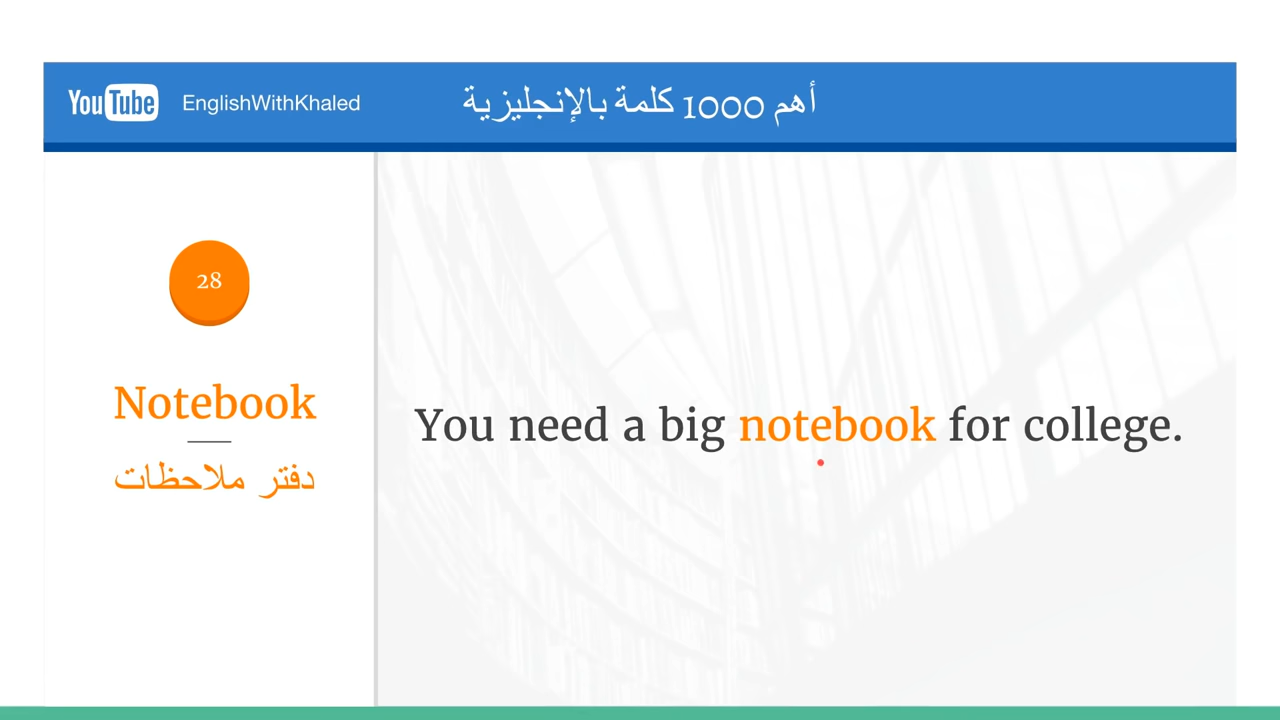 YouTube EnglishWithKhaled
أهم 1000 كلمة بالإنجليزية
28
Notebook
دفتر ملاحظات
You need a big notebook for college.